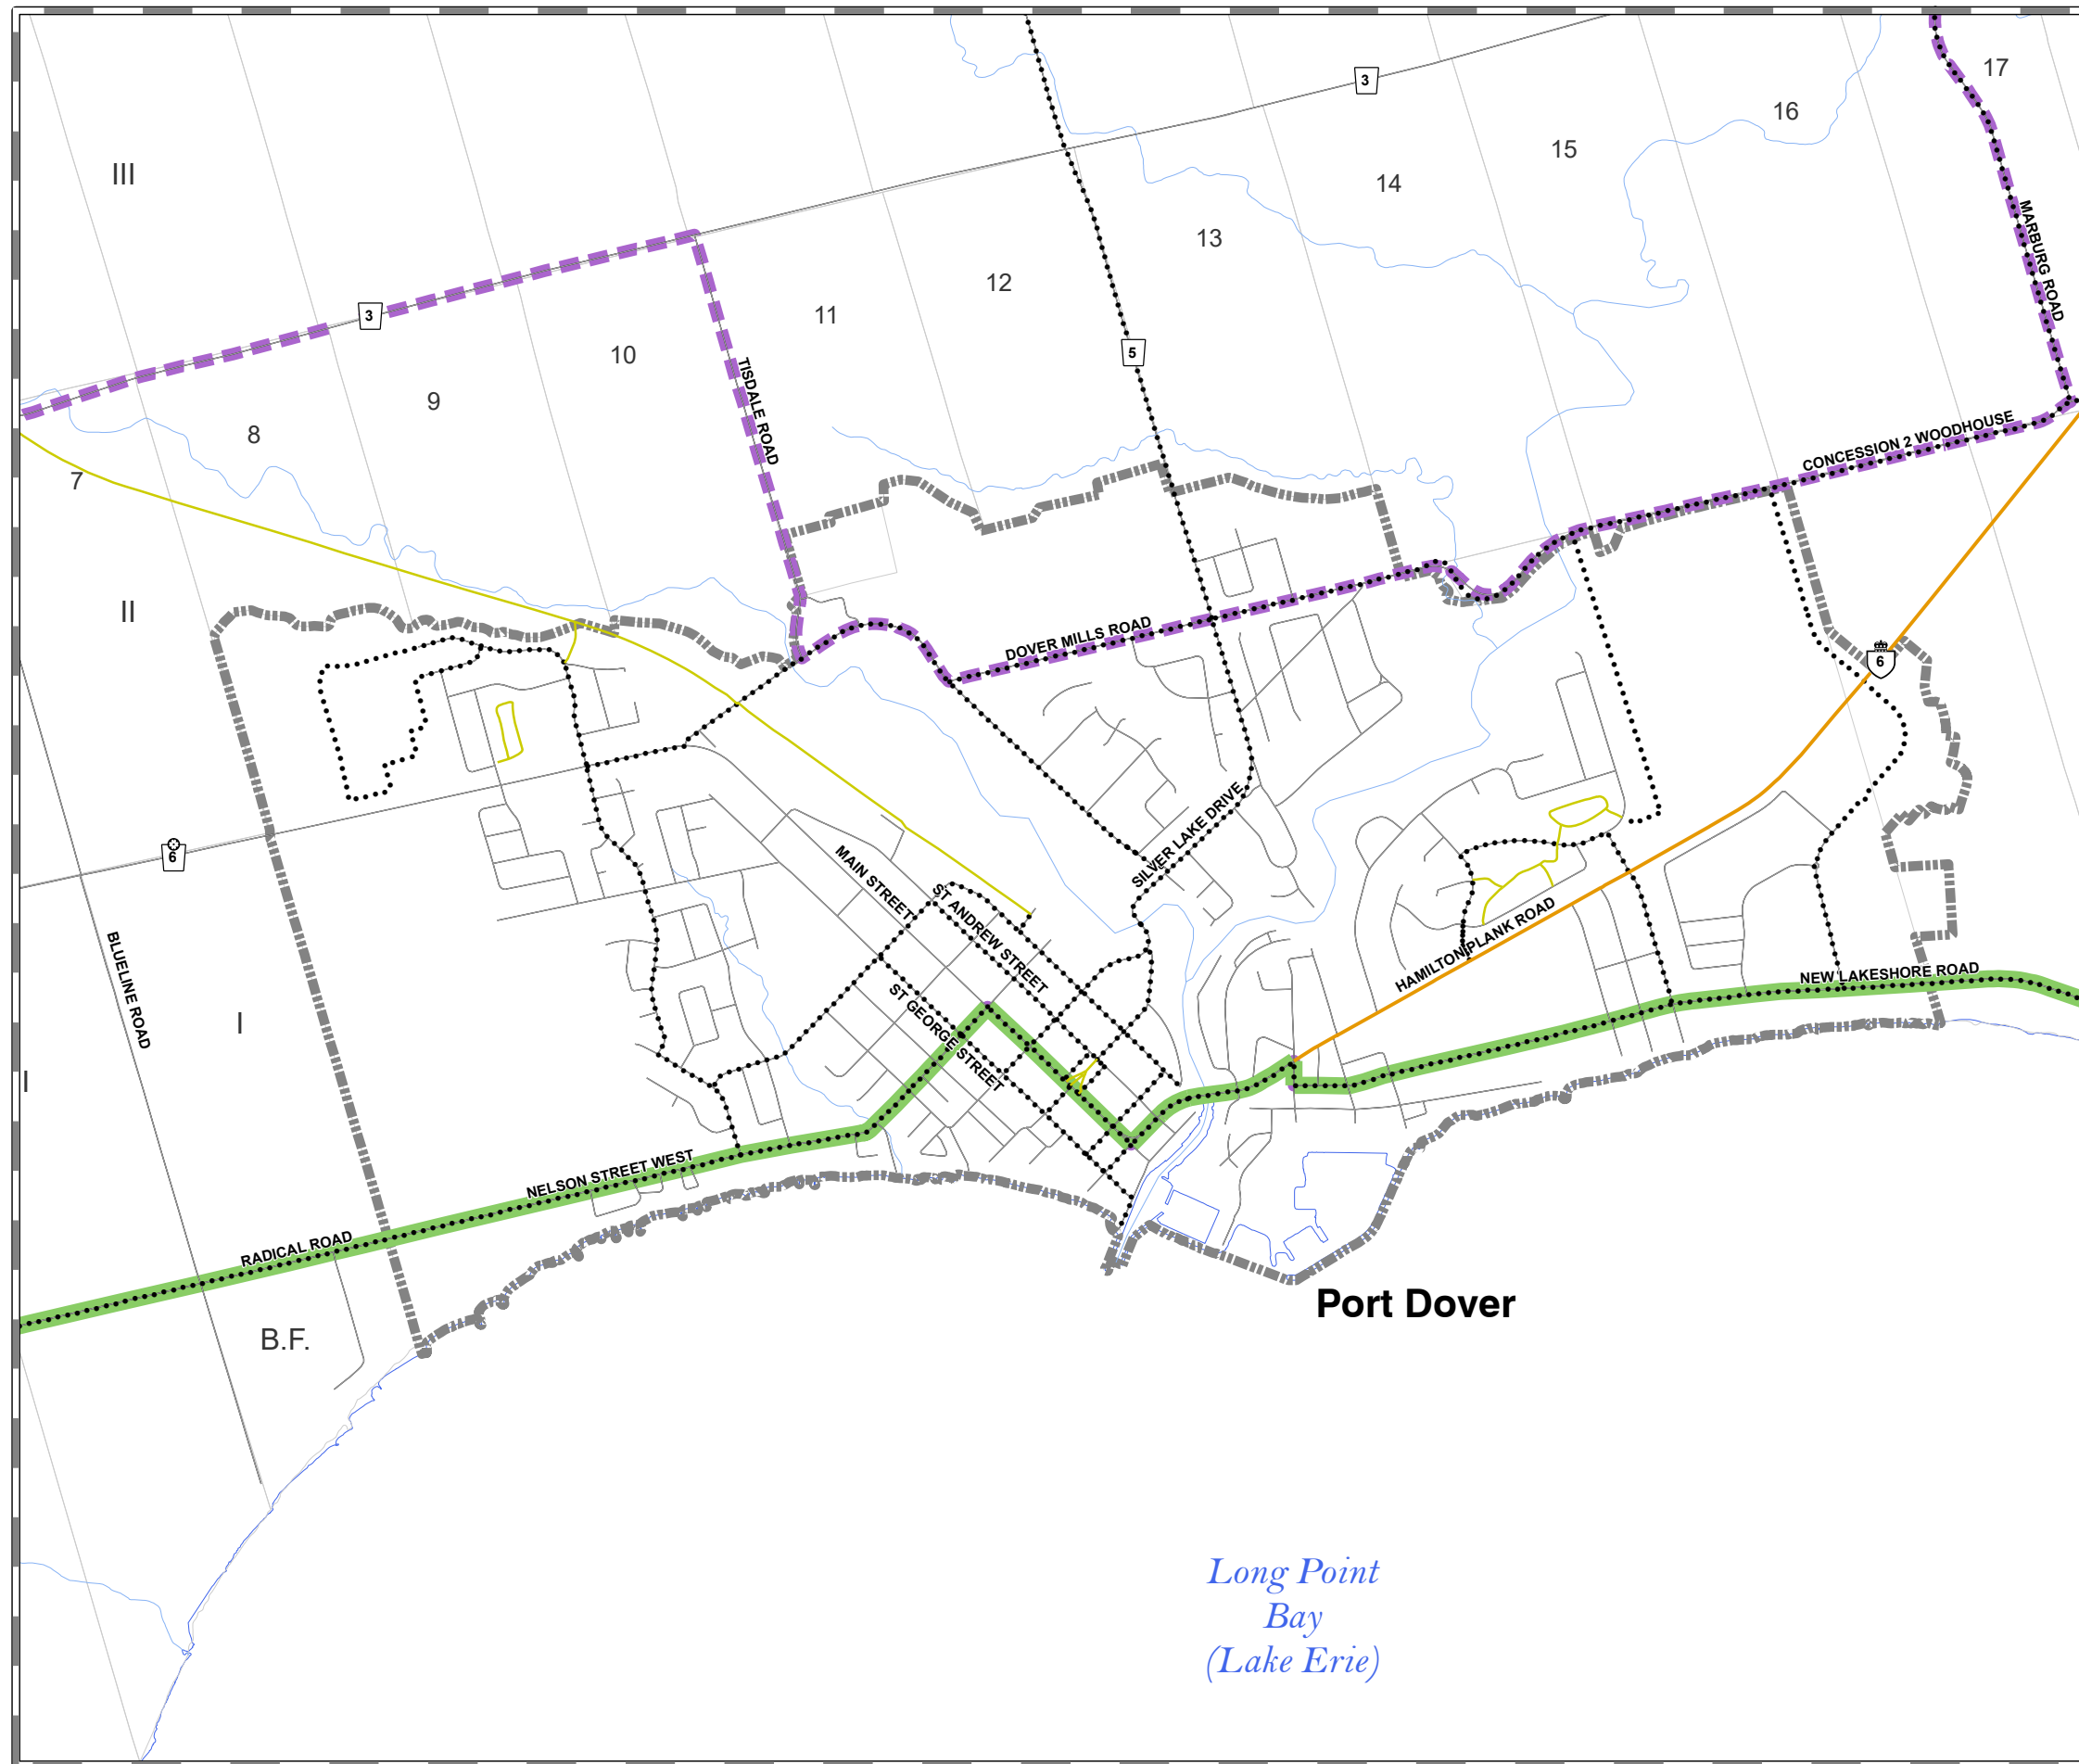 17
3
16
15
III
14
MARBURG ROAD
13
12
3
11
5
10
TISDALE ROAD
9
CONCESSION 2 WOODHOUSE
8
7
II
DOVER MILLS ROAD
6
SILVER LAKE DRIVE
6
MAIN STREET
ST ANDREW STREET
HAMILTON PLANK ROAD
BLUELINE ROAD
NEW LAKESHORE ROAD
ST GEORGE STREET
I
I
NELSON STREET WEST
RADICAL ROAD
Port Dover
B.F.
Long Point
Bay
(Lake Erie)